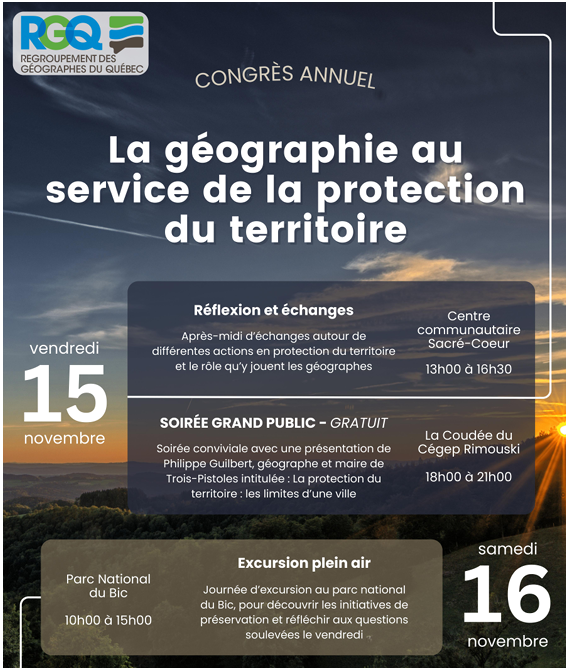 RGQ
REGROUPEMENT DES
GÉOGRAPHES DU QUÉBEC
CONGRÈS ANNUEL
La géographie au
service de la protection
du territoire
vendredi
15
novembre
Réflexion et échanges
Après-midi d'échanges autour de
différentes actions en protection du territoire
et le rôle qu'y jouent les géographes
Centre
communautaire
Sacré-Coeur
13h00 à 16h30
SOIRÉE GRAND PUBLIC - GRATUIT
Soirée conviviale avec une présentation de
Philippe Guilbert, géographe et maire de
Trois-Pistoles intitulée : La protection du
territoire : les limites d'une ville
La Coudée du
Cégep Rimouski
18h00 à 21h00
Parc National
du Bic
10h00 à 15h00
Excursion plein air
Journée d'excursion au parc national
du Bic, pour découvrir les initiatives de
préservation et réfléchir aux questions
soulevées le vendredi
samedi
16
novembre